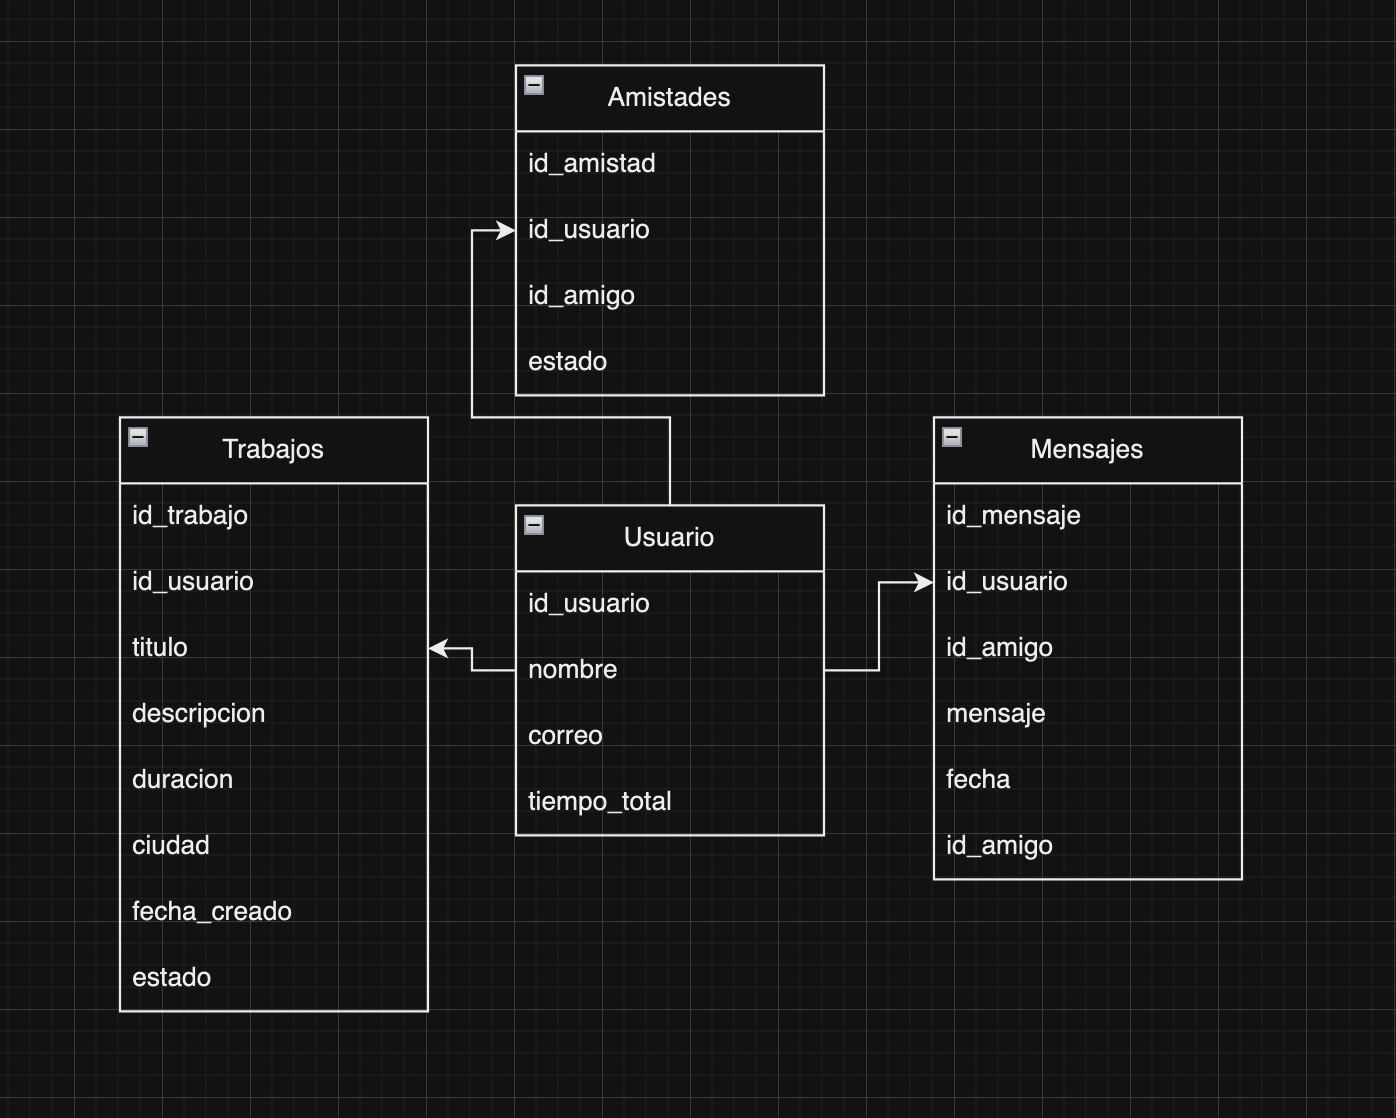 Amistades
id_amistad
id_usuario
id_amigo
estado
Trabajos
id_trabajo
id_usuario
titulo
descripcion
duracion
ciudad
fecha_creado
estado
Usuario
id_usuario
nombre
correo
tiempo_total
Mensajes
id_mensaje
id_usuario
id_amigo
mensaje
fecha
id_amigo